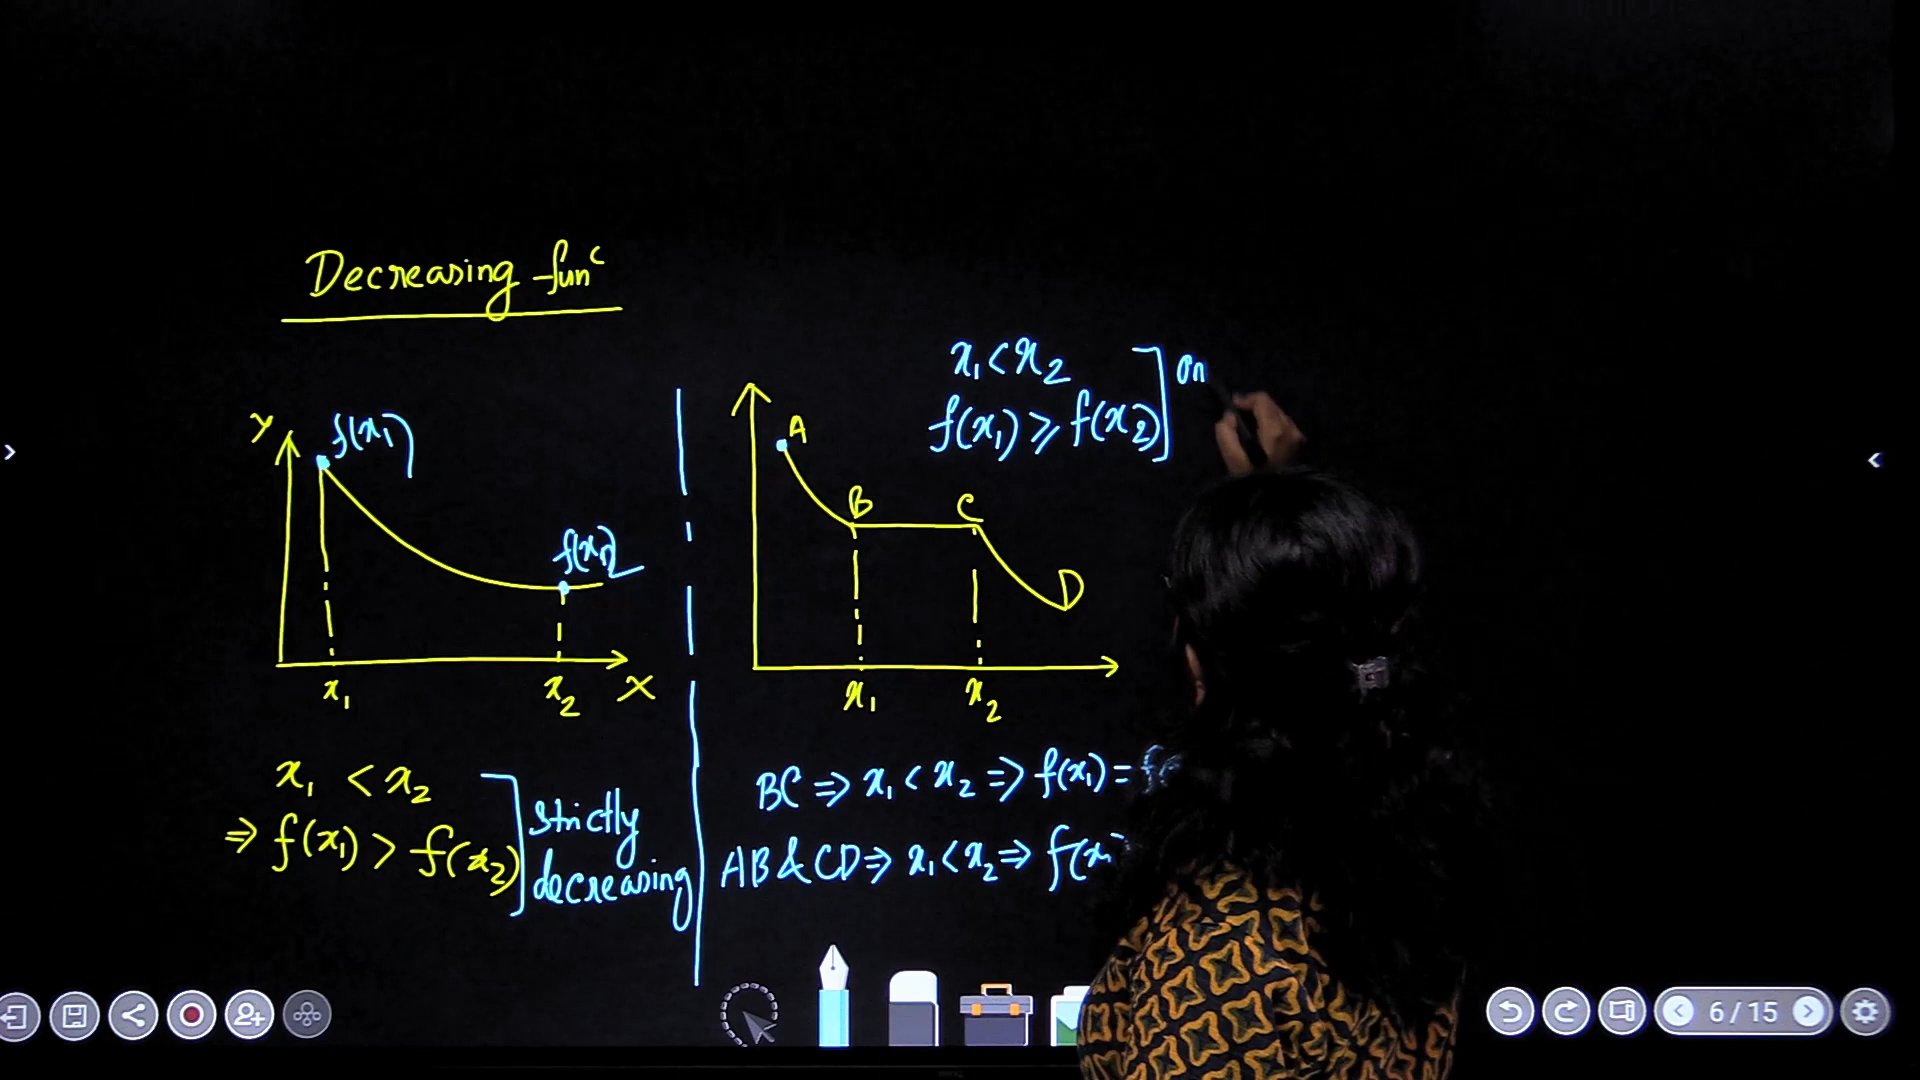 Decreasing func
Y
f(x1)
f(x2)
x1
x2
X
x1 < x2
⇒ f(x1) > f(x2)
strictly
decreasing
x1 < x2
f(x1) ⩾ f(x2)
on
A
B
C
D
x1
x2
BC ⇒ x1 < x2 ⇒ f(x1) =
AB & CD ⇒ x1 < x2 ⇒
6 / 15